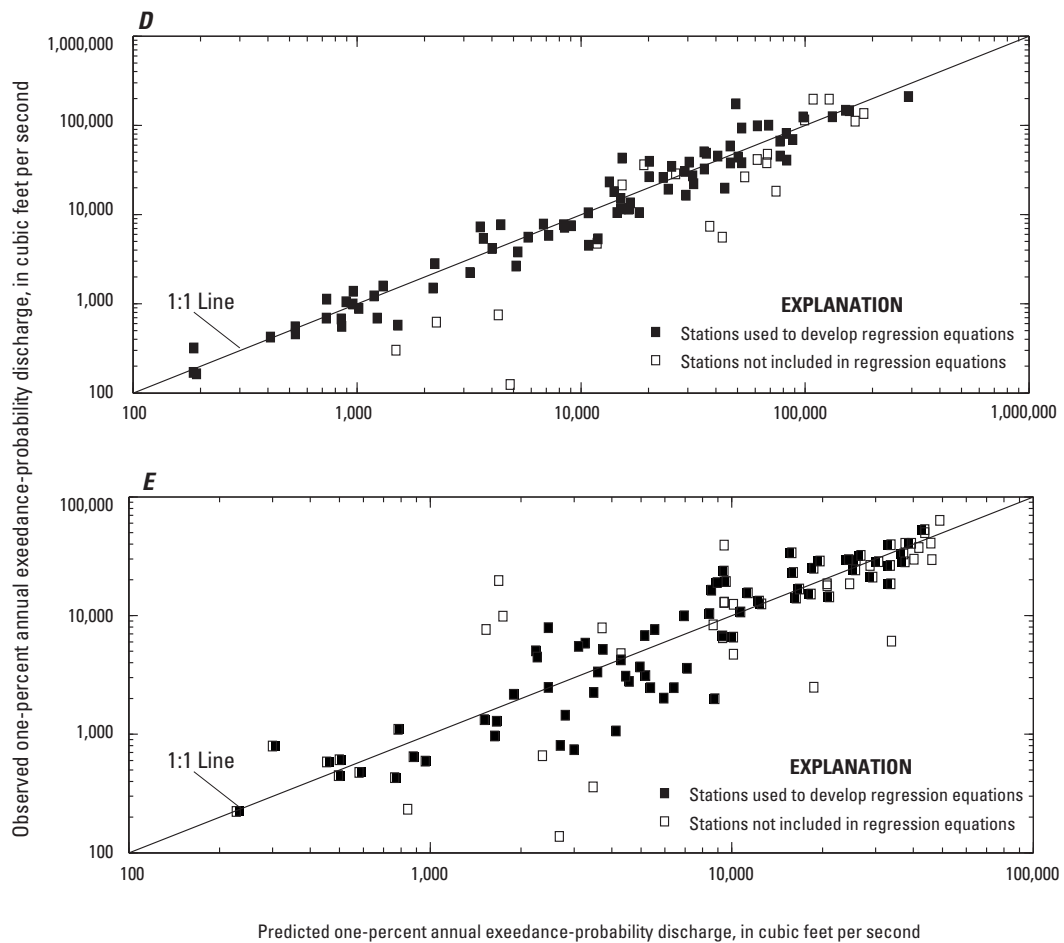 D
1,000,000
100,000
10,000
1,000
100
1:1 Line
EXPLANATION
Stations used to develop regression equations
Stations not included in regression equations
100 1,000 10,000 100,000 1,000,000
Observed one-percent annual exeedance-probability discharge, in cubic feet per second
E
100,000
10,000
1,000
100
1:1 Line
EXPLANATION
Stations used to develop regression equations
Stations not included in regression equations
100 1,000 10,000 100,000
Predicted one-percent annual exeedance-probability discharge, in cubic feet per second